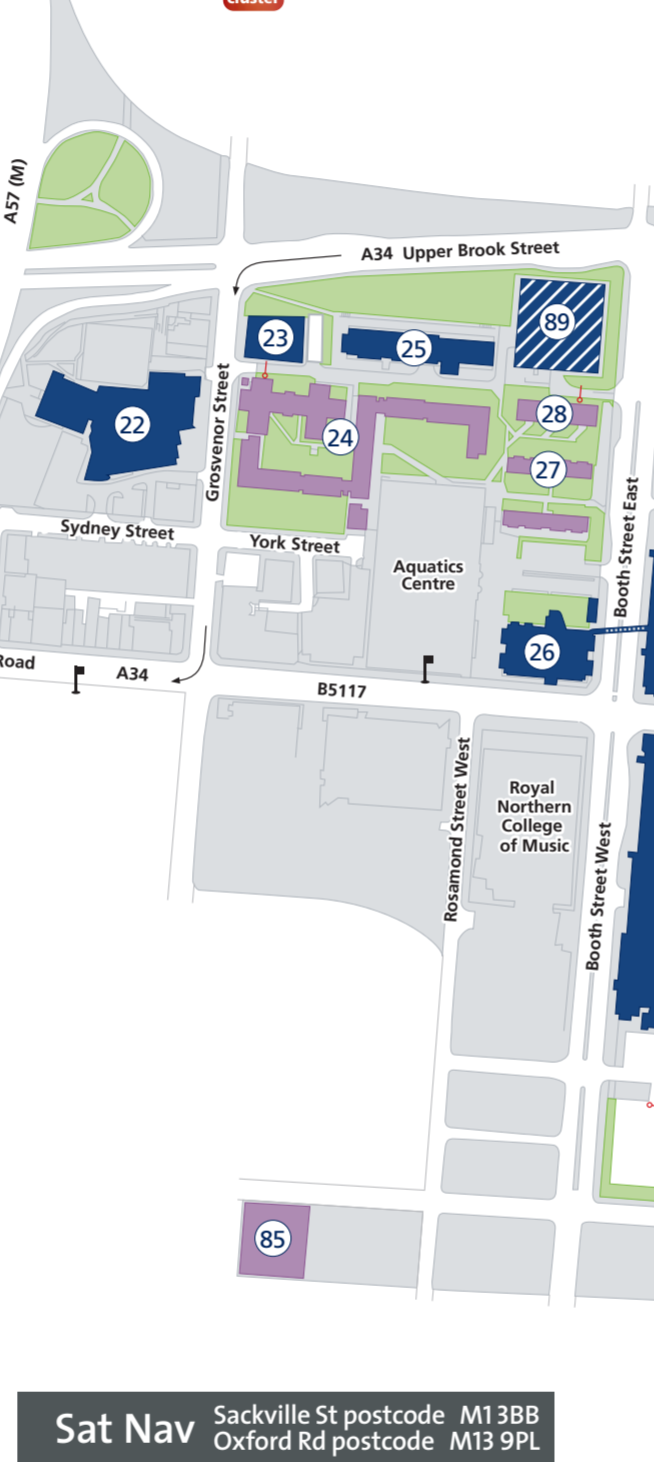 cluster
A57 (M)
A34 Upper Brook Street
89
23
25
28
22
24
27
Grosvenor Street
Sydney Street
York Street
Booth Street East
Aquatics
Centre
26
Road
A34
B5117
Rosamond Street West
Royal
Northern
College
of Music
Booth Street West
85
Sat Nav
Sackville St postcode M1 3BB
Oxford Rd postcode M13 9PL